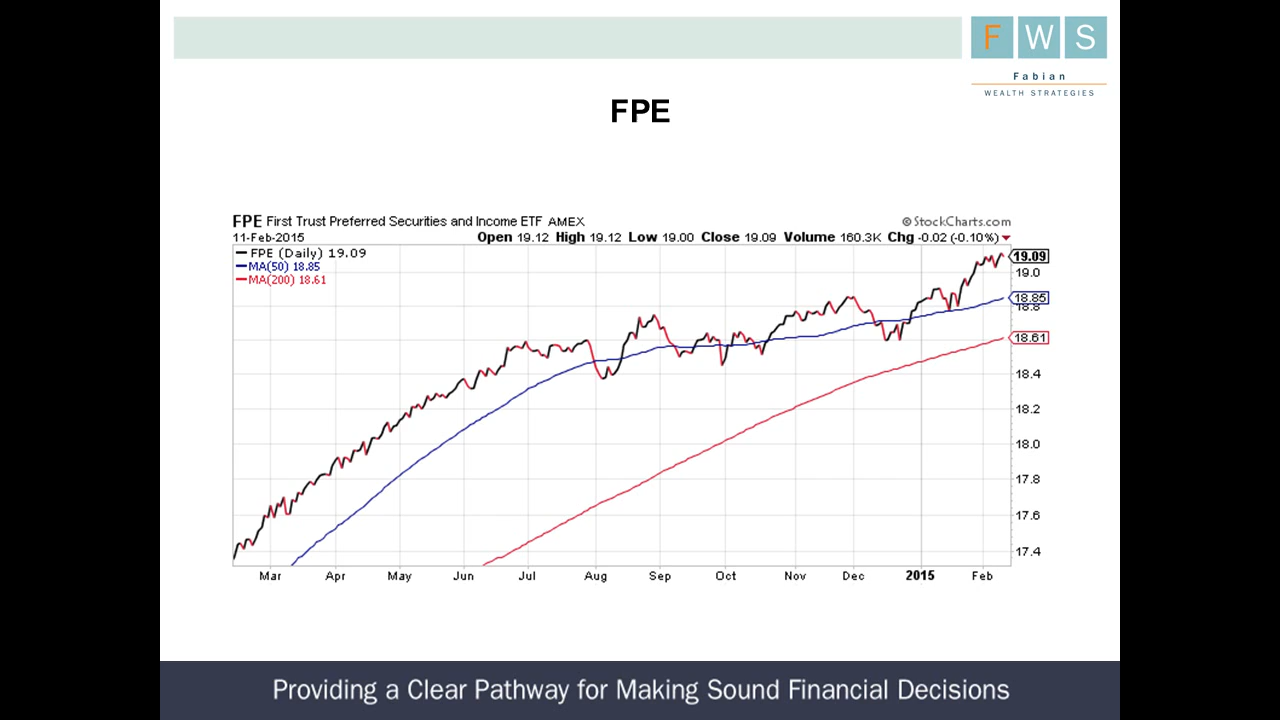 F W S
Fabian
WEALTH STRATEGIES
FPE
FPE First Trust Preferred Securities and Income ETF AMEX
© StockCharts.com
11-Feb-2015
Open 19.12 High 19.12 Low 19.00 Close 19.09 Volume 160.3K Chg -0.02 (-0.10%)
FPE (Daily) 19.09
MA(50) 18.85
MA(200) 18.61
19.09
19.0
18.85
18.8
18.61
18.4
18.2
18.0
17.8
17.6
17.4
Mar Apr May Jun Jul Aug Sep Oct Nov Dec 2015 Feb
Providing a Clear Pathway for Making Sound Financial Decisions